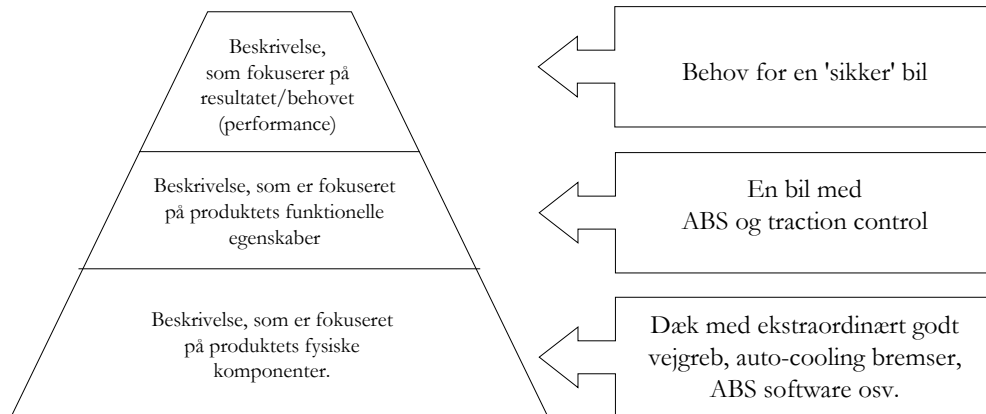 Beskrivelse,
som fokuserer på
resultatet/behovet
(performance)
Behov for en 'sikker' bil
Beskrivelse, som er fokuseret
på produktets funktionelle
egenskaber
En bil med
ABS og traction control
Beskrivelse, som er fokuseret
på produktets fysiske
komponenter.
Dæk med ekstraordinært godt
vejgreb, auto-cooling bremser,
ABS software osv.